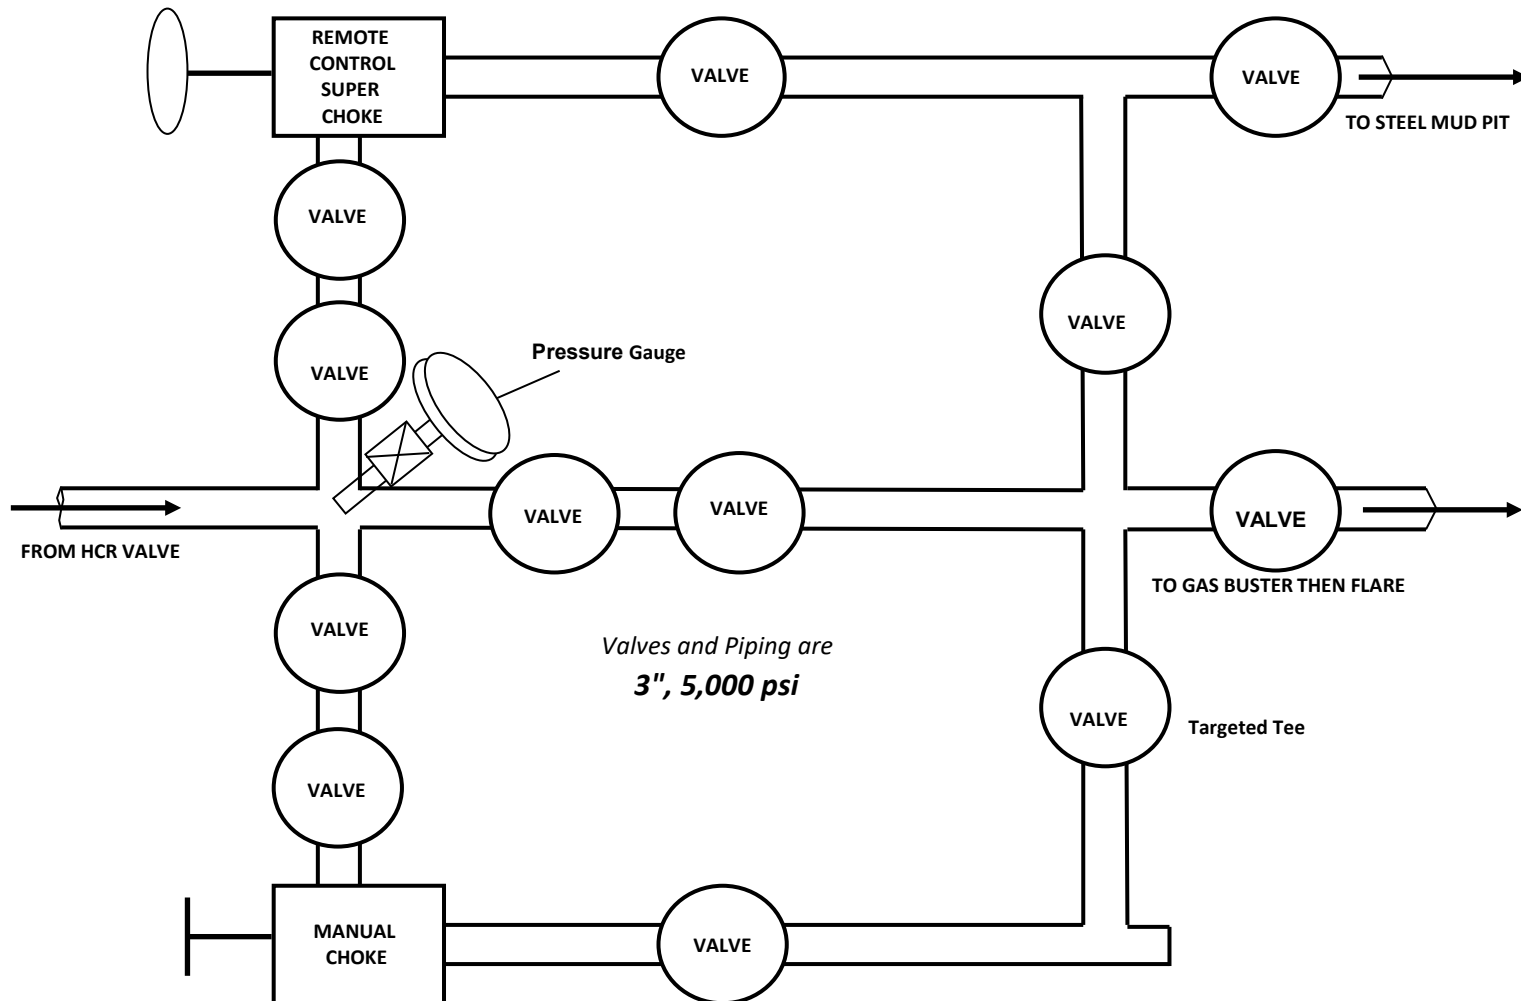 REMOTE
CONTROL
SUPER
CHOKE
VALVE
VALVE
TO STEEL MUD PIT
VALVE
VALVE
Pressure Gauge
VALVE
VALVE
VALVE
VALVE
FROM HCR VALVE
TO GAS BUSTER THEN FLARE
VALVE
Valves and Piping are
3", 5,000 psi
VALVE
Targeted Tee
VALVE
MANUAL
CHOKE
VALVE